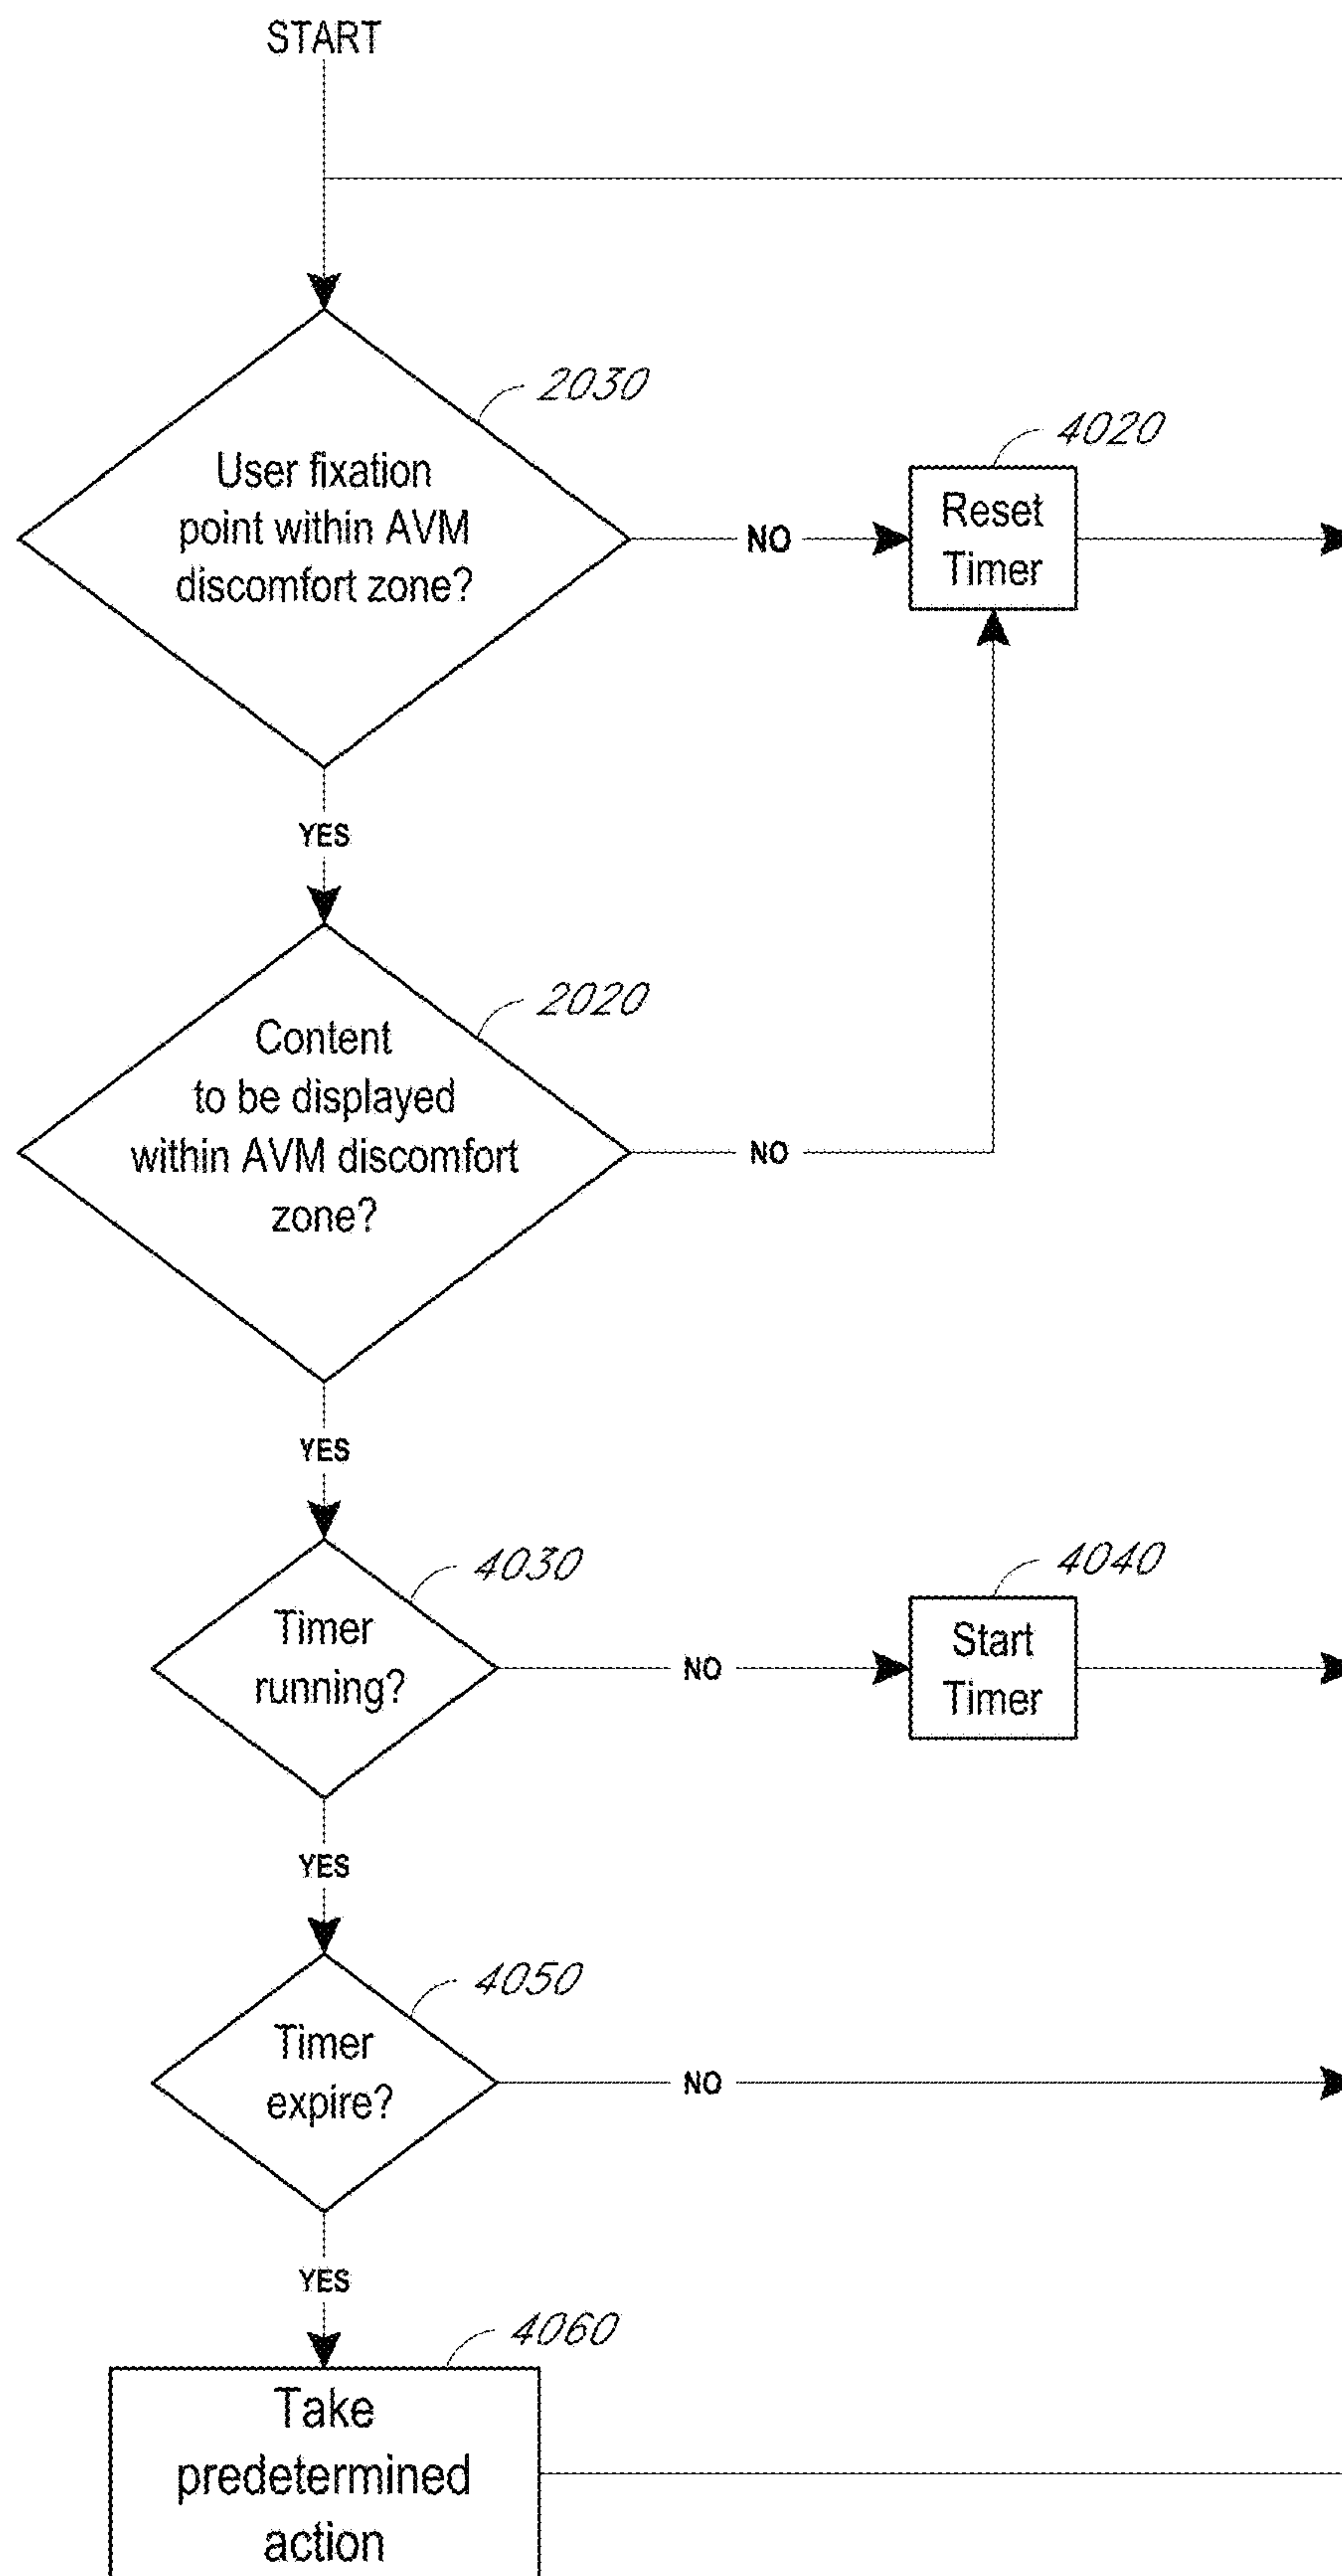 START
2030
User fixation
point within AVM
discomfort zone?
NO
4020
Reset
Timer
YES
2020
Content
to be displayed
within AVM discomfort
zone?
NO
YES
4030
Timer
running?
NO
4040
Start
Timer
YES
4050
Timer
expire?
NO
YES
4060
Take
predetermined
action